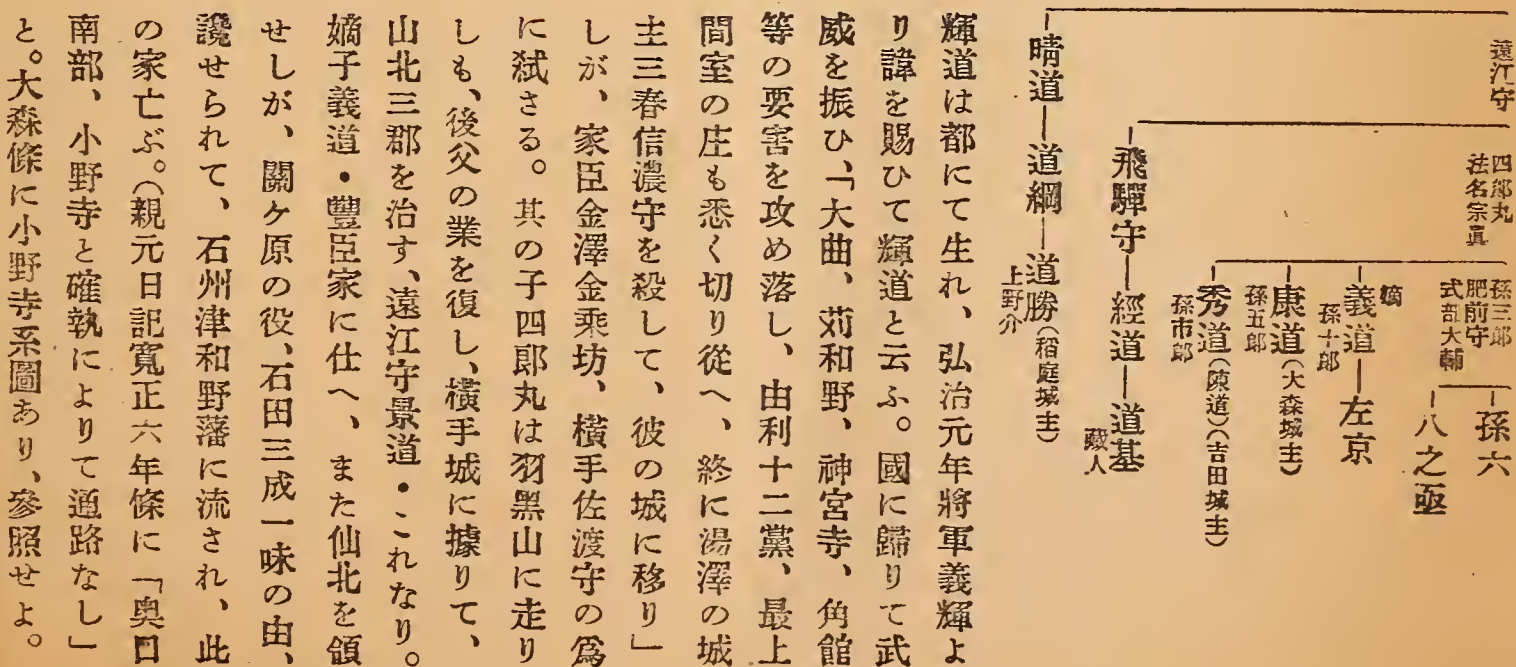 遠江守
四郎丸
法名宗眞
孫三郎
肥前守
式部大輔
孫六
八之亟
嫡
義道―左京
孫十郎
康道(大森城主)
孫五郎
秀道(陳道)(吉田城主)
孫市郎
飛驒守―經道―道基
藏人
晴道―道綱―道勝(稻庭城主)
上野介
輝道は都にて生れ、弘治元年將軍義輝よ
り諱を賜ひて輝道と云ふ。國に歸りて武
威を振ひ、「大曲、苅和野、神宮寺、角館
等の要害を攻め落し、由利十二黨、最上
間室の庄も悉く切り從へ、終に湯澤の城
主三春信濃守を殺して、彼の城に移り」
しが、家臣金澤金乘坊、橫手佐渡守の爲
に弑さる。其の子四郎丸は羽黑山に走り
しも、後父の業を復し、橫手城に據りて、
山北三郡を治す、遠江守景道・これなり。
嫡子義道・豐臣家に仕へ、また仙北を領
せしが、關ケ原の役、石田三成一味の由、
讒せられて、石州津和野藩に流され、此
の家亡ぶ。(親元日記寬正六年條に「奧口
南部、小野寺と確執によりて通路なし」
と。大森條に小野寺系圖あり、參照せよ。